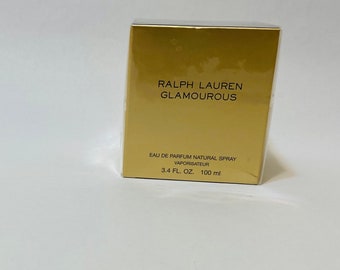 RALPH LAUREN
GLAMOUROUS
EAU DE PARFUM NATURAL SPRAY
VAPORISATEUR
3.4 FL. OZ. 100 ml